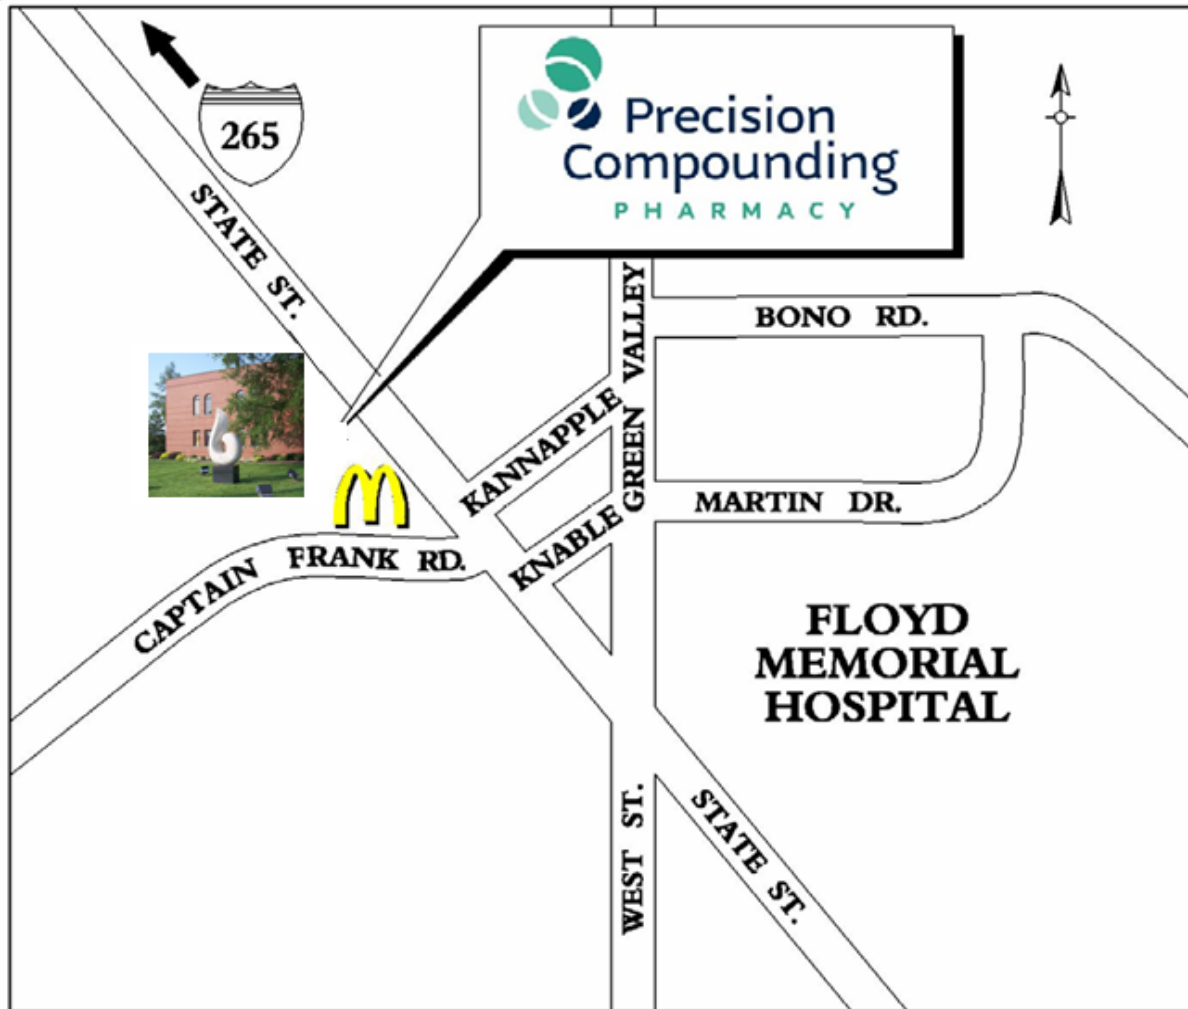 265
Precision
Compounding
PHARMACY
STATE ST.
GREEN VALLEY
BONO RD.
KANNAPPLE
MARTIN DR.
KNABLE
CAPTAIN FRANK RD.
FLOYD
MEMORIAL
HOSPITAL
WEST ST.
STATE ST.